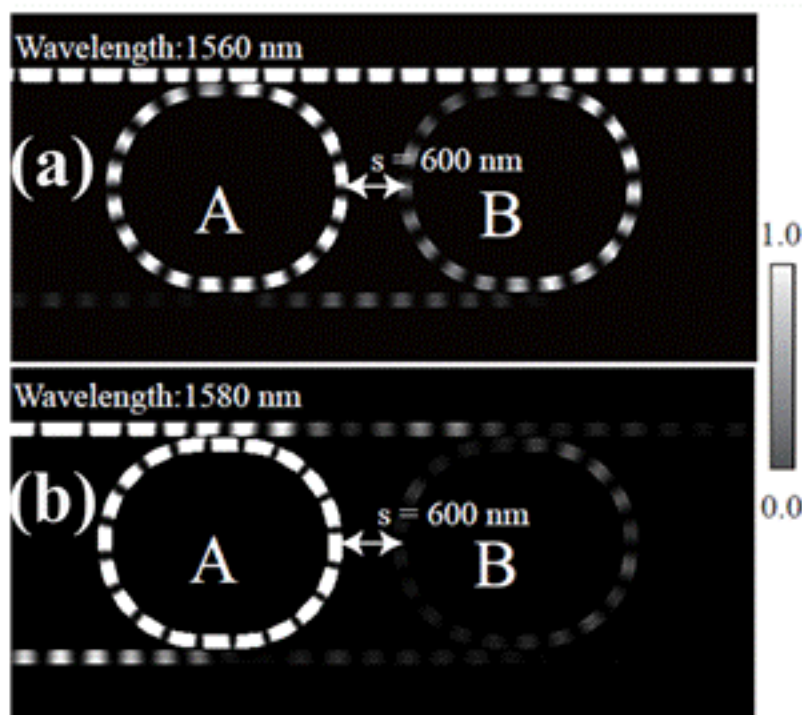 Wavelength:1560 nm
(a)
s = 600 nm
A
B
1.0
Wavelength:1580 nm
(b)
s = 600 nm
A
B
0.0